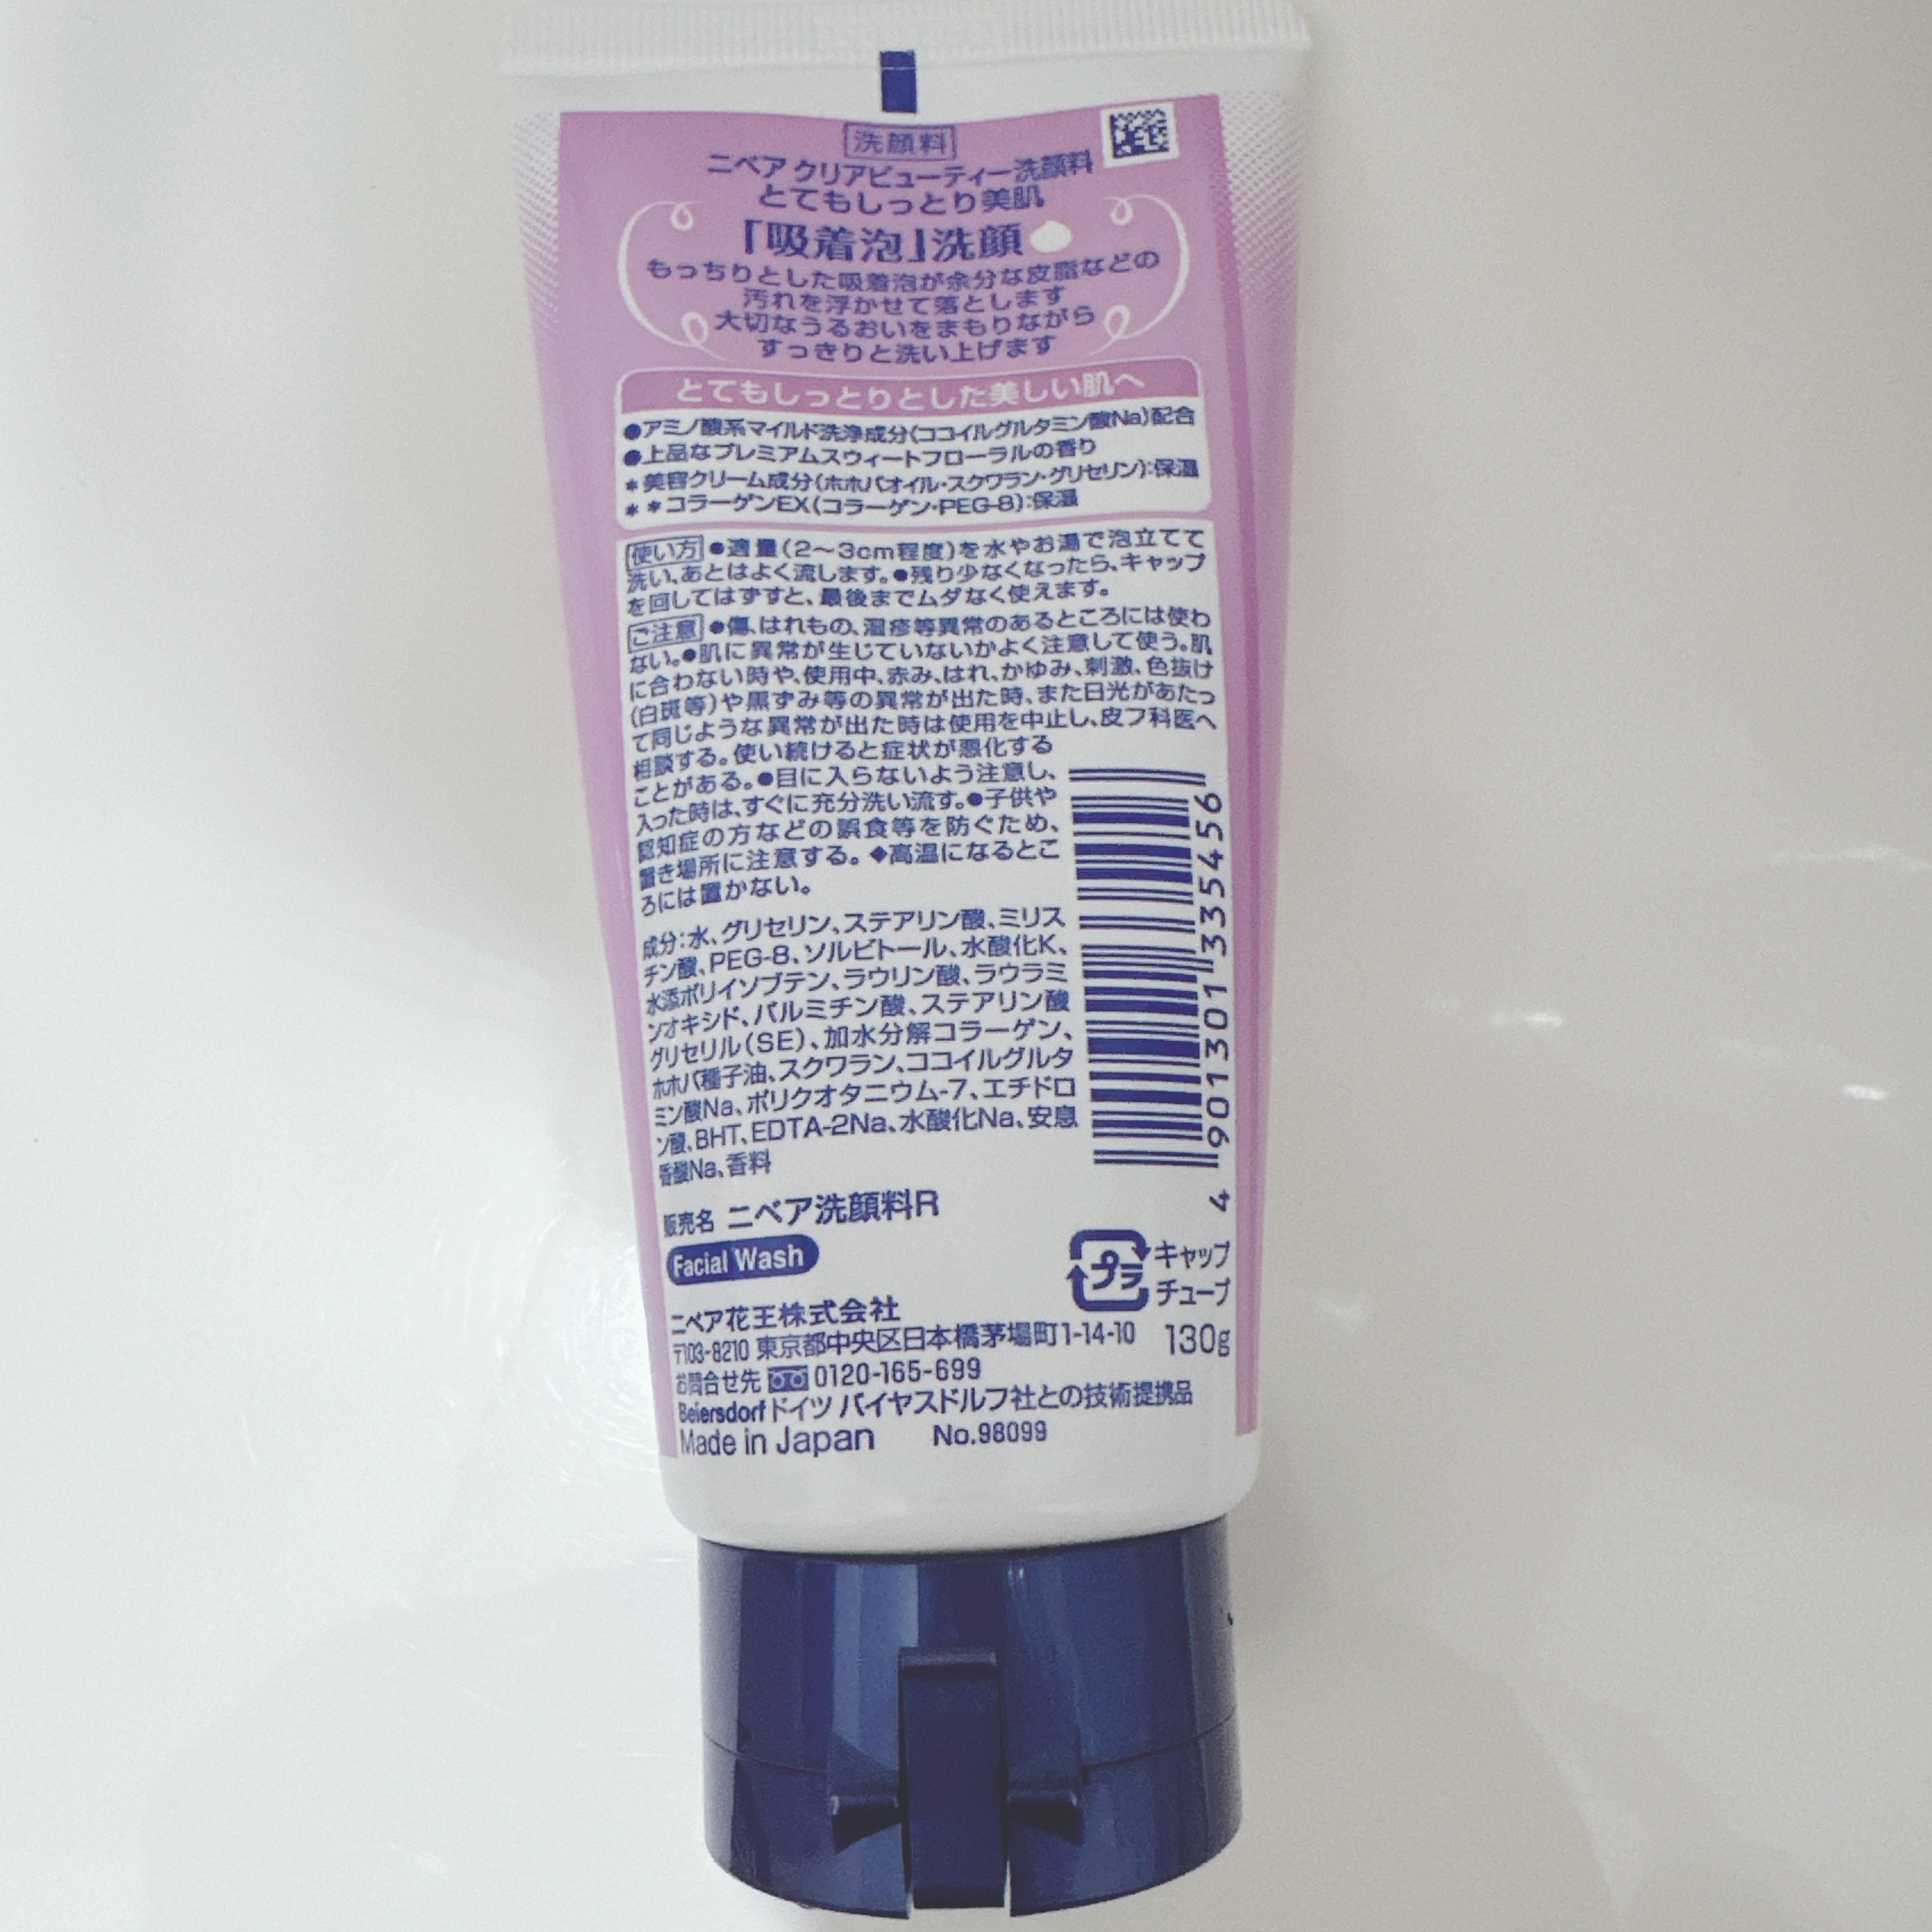 洗顔料
ニベア クリアビューティー洗顔料
とてもしっとり美肌
「吸着泡」洗顔
もっちりとした吸着泡が余分な皮脂などの
汚れを浮かせて落とします
大切なうるおいをまもりながら
すっきりと洗い上げます
とてもしっとりとした美しい肌へ
●アミノ酸系マイルド洗浄成分(ココイルグルタミン酸Na)配合
●上品なプレミアムスウィートフローラルの香り
＊美容クリーム成分(ホホバオイル・スクワラン・グリセリン):保湿
＊＊コラーゲンEX(コラーゲン・PEG-8):保湿
使い方 ●適量(2〜3cm程度)を水やお湯で泡立てて
洗い、あとはよく流します。●残り少なくなったら、キャップ
を回してはずすと、最後までムダなく使えます。
ご注意 ●傷、はれもの、湿疹等異常のあるところには使わ
ない。●肌に異常が生じていないかよく注意して使う。肌
に合わない時や、使用中、赤み、はれ、かゆみ、刺激、色抜け
(白斑等)や黒ずみ等の異常が出た時、また日光があたっ
て同じような異常が出た時は使用を中止し、皮フ科医へ
相談する。使い続けると症状が悪化する
ことがある。●目に入らないよう注意し、
入った時は、すぐに充分洗い流す。●子供や
認知症の方などの誤食等を防ぐため、
置き場所に注意する。◆高温になるとこ
ろには置かない。
成分:水、グリセリン、ステアリン酸、ミリス
チン酸、PEG-8、ソルビトール、水酸化K、
水添ポリイソブテン、ラウリン酸、ラウラミ
ンオキシド、パルミチン酸、ステアリン酸
グリセリル(SE)、加水分解コラーゲン、
ホホバ種子油、スクワラン、ココイルグルタ
ミン酸Na、ポリクオタニウム-7、エチドロ
ン酸、BHT、EDTA-2Na、水酸化Na、安息
香酸Na、香料
4 901301 335456
販売名 ニベア洗顔料R
Facial Wash
プラ
キャップ
チューブ
ニベア花王株式会社
〒103-8210 東京都中央区日本橋茅場町1-14-10 130g
お問合せ先 0120-165-699
Beiersdorf ドイツ バイヤスドルフ社との技術提携品
Made in Japan No.98099